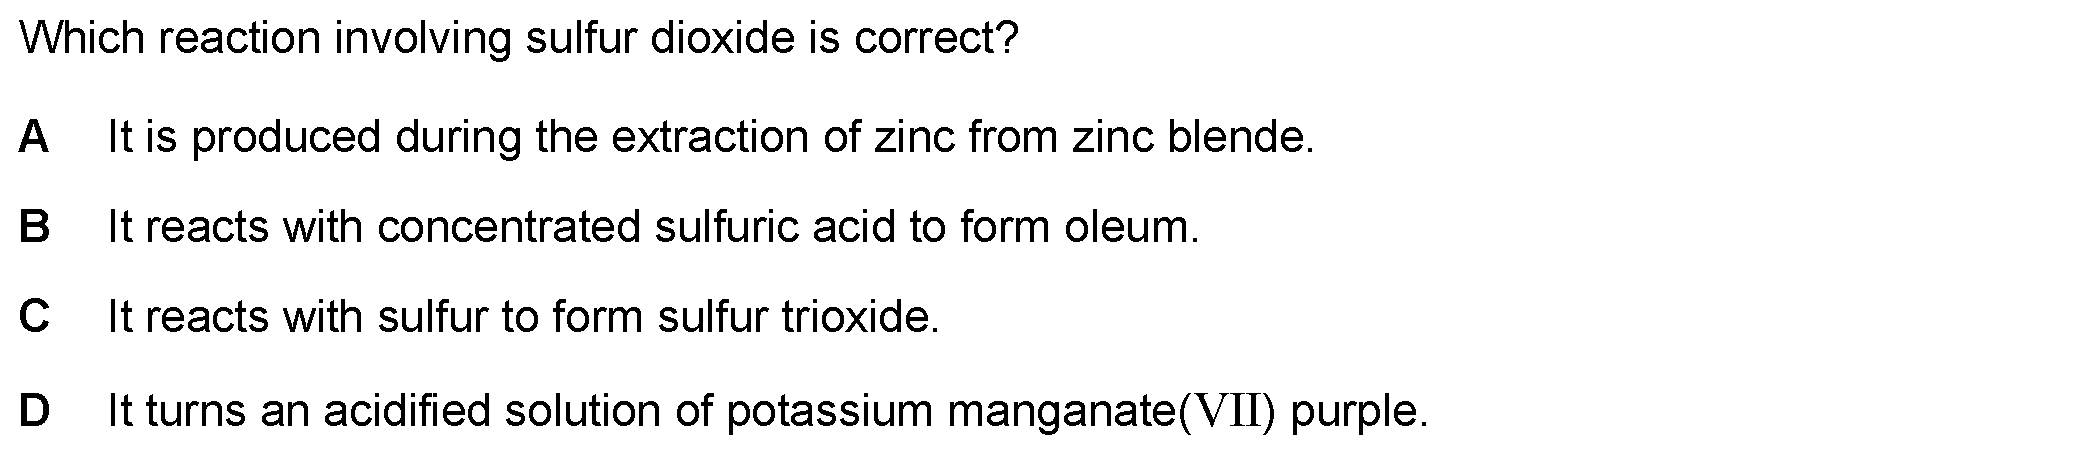 Which reaction involving sulfur dioxide is correct?
A It is produced during the extraction of zinc from zinc blende.
B It reacts with concentrated sulfuric acid to form oleum.
C It reacts with sulfur to form sulfur trioxide.
D It turns an acidified solution of potassium manganate(VII) purple.